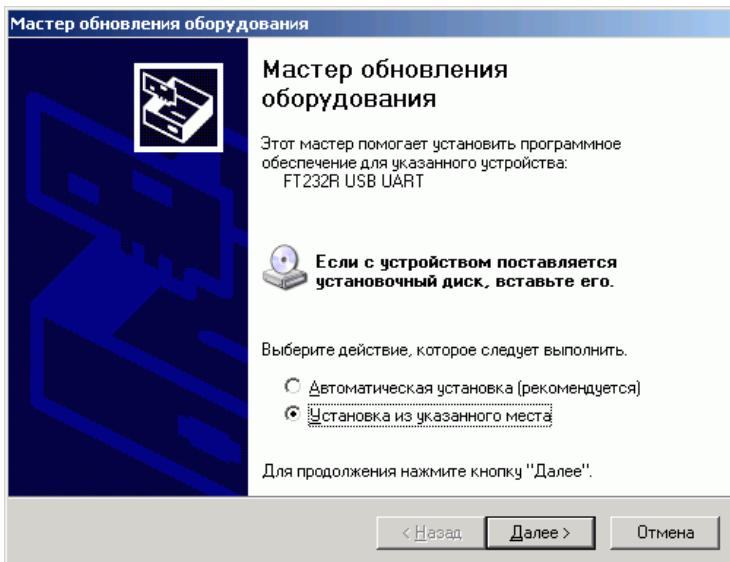 Мастер обновления оборудования
Мастер обновления
оборудования
Этот мастер помогает установить программное
обеспечение для указанного устройства:
FT232R USB UART
Если с устройством поставляется
установочный диск, вставьте его.
Выберите действие, которое следует выполнить.
Автоматическая установка (рекомендуется)
Установка из указанного места
Для продолжения нажмите кнопку "Далее".
< Назад Далее > Отмена